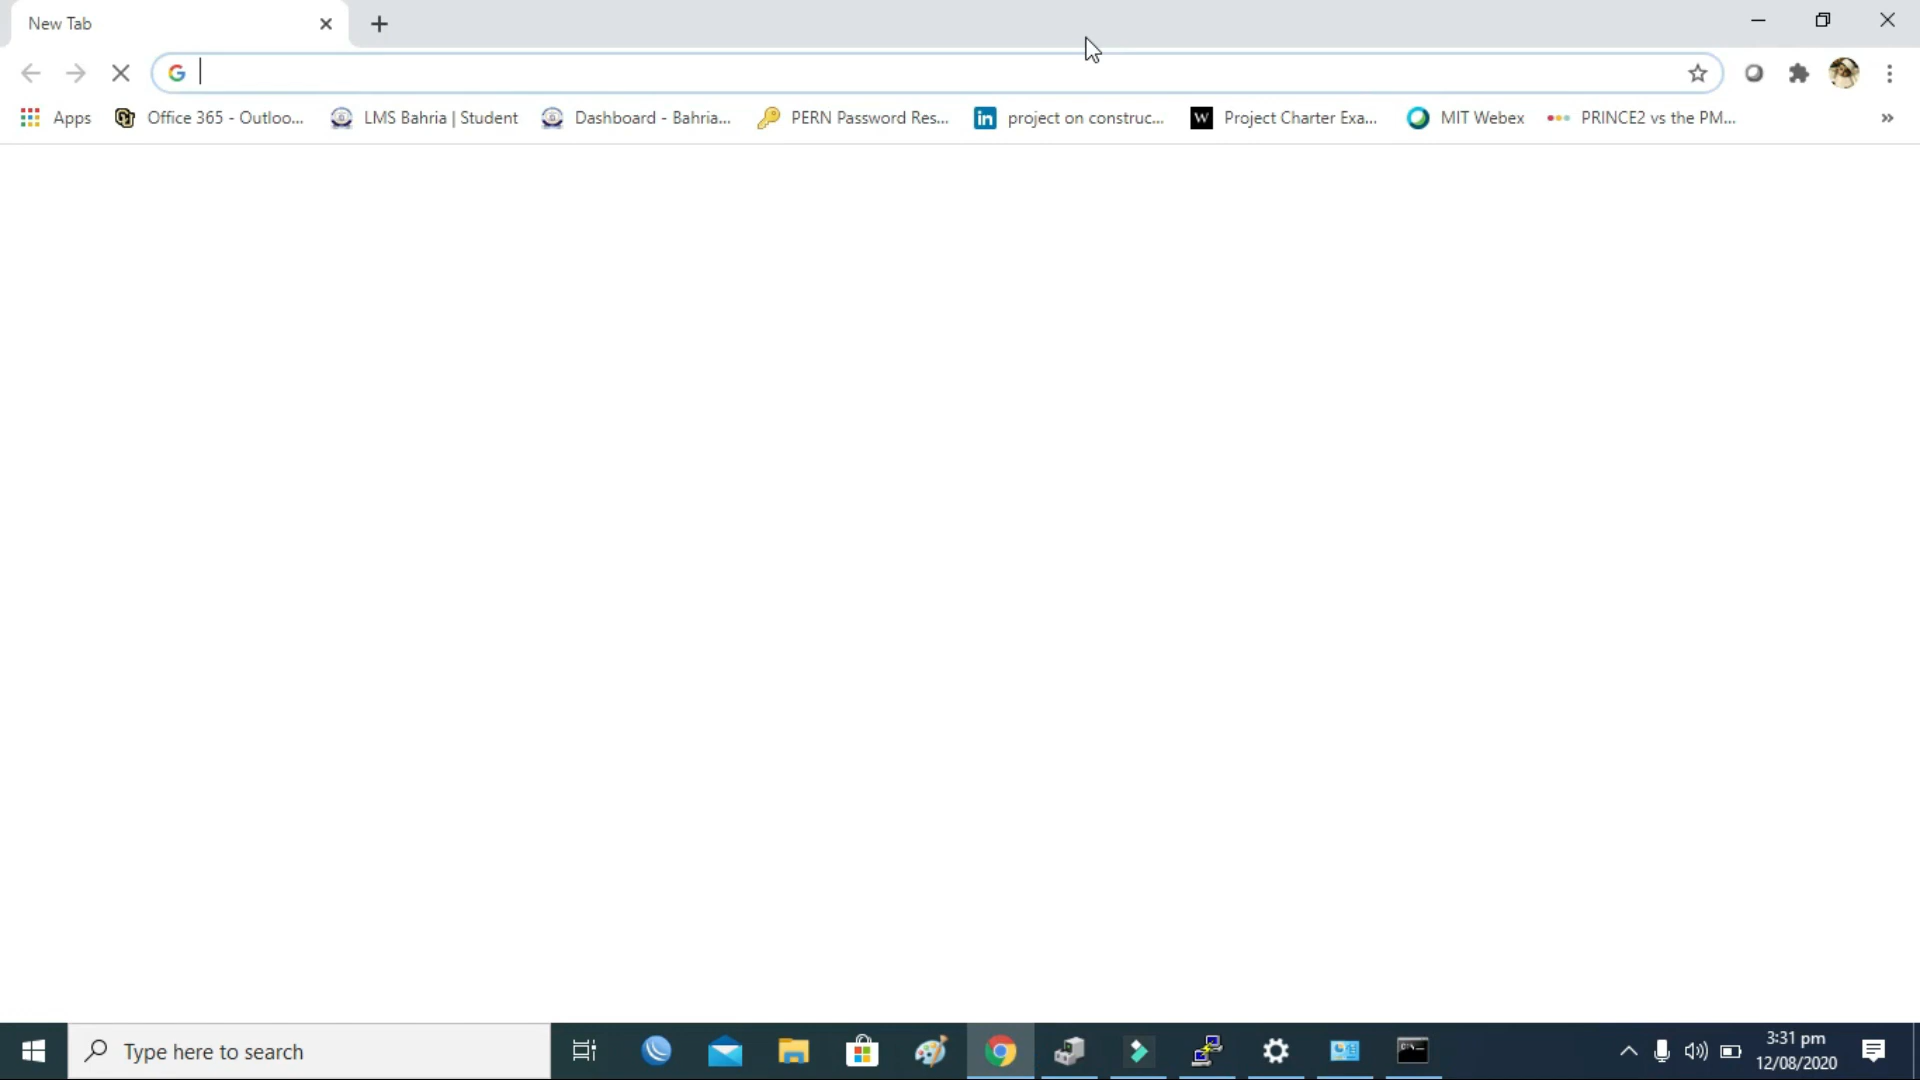 New Tab
Apps
Office 365 - Outloo...
LMS Bahria | Student
Dashboard - Bahria...
PERN Password Res...
project on construc...
Project Charter Exa...
MIT Webex
PRINCE2 vs the PM...
»
Type here to search
3:31 pm
12/08/2020